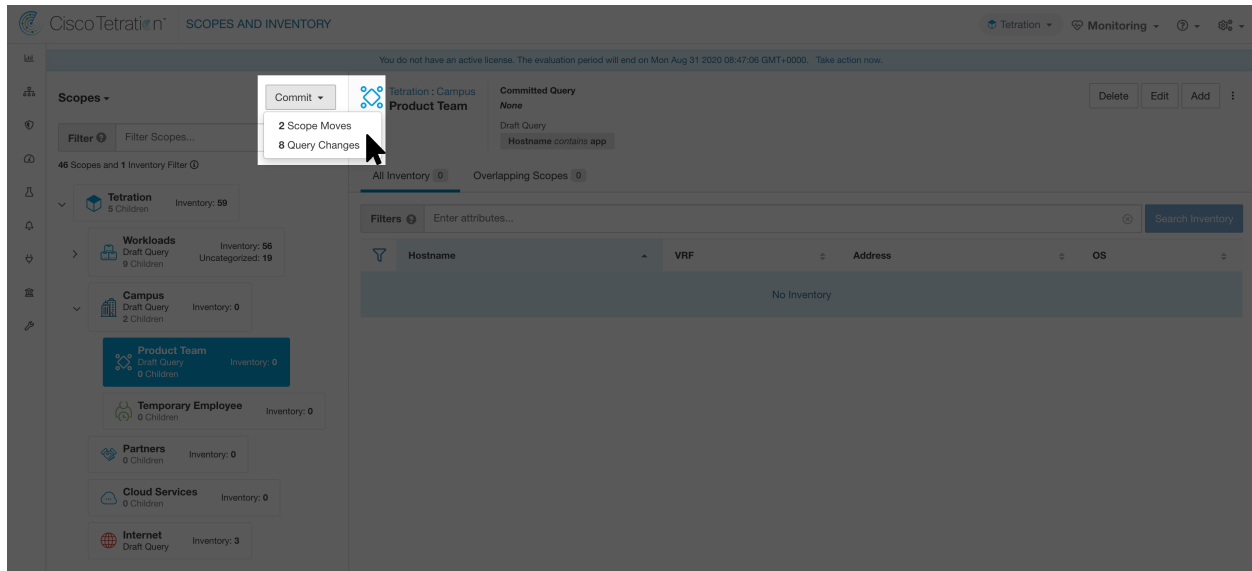 Cisco Tetration™ SCOPES AND INVENTORY Tetration Monitoring ?
You do not have an active license. The evaluation period will end on Mon Aug 31 2020 08:47.06 GMT+0000. Take action now.
Scopes
Commit
2 Scope Moves
8 Query Changes
Filter ? Filter Scopes...
46 Scopes and 1 Inventory Filter
Tetration
5 Children
Inventory: 59
Workloads
Draft Query
9 Children
Inventory: 56
Uncategorized: 19
Campus
Draft Query
2 Children
Inventory: 0
Product Team
Draft Query
0 Children
Inventory: 0
Temporary Employee
0 Children
Inventory: 0
Partners
0 Children
Inventory: 0
Cloud Services
0 Children
Inventory: 0
Internet
Draft Query
Inventory: 3
Tetration : Campus
Product Team
Committed Query
None
Draft Query
Hostname contains app
Delete Edit Add
All Inventory 0 Overlapping Scopes 0
Filters ? Enter attributes... Search Inventory
Hostname VRF Address OS
No Inventory